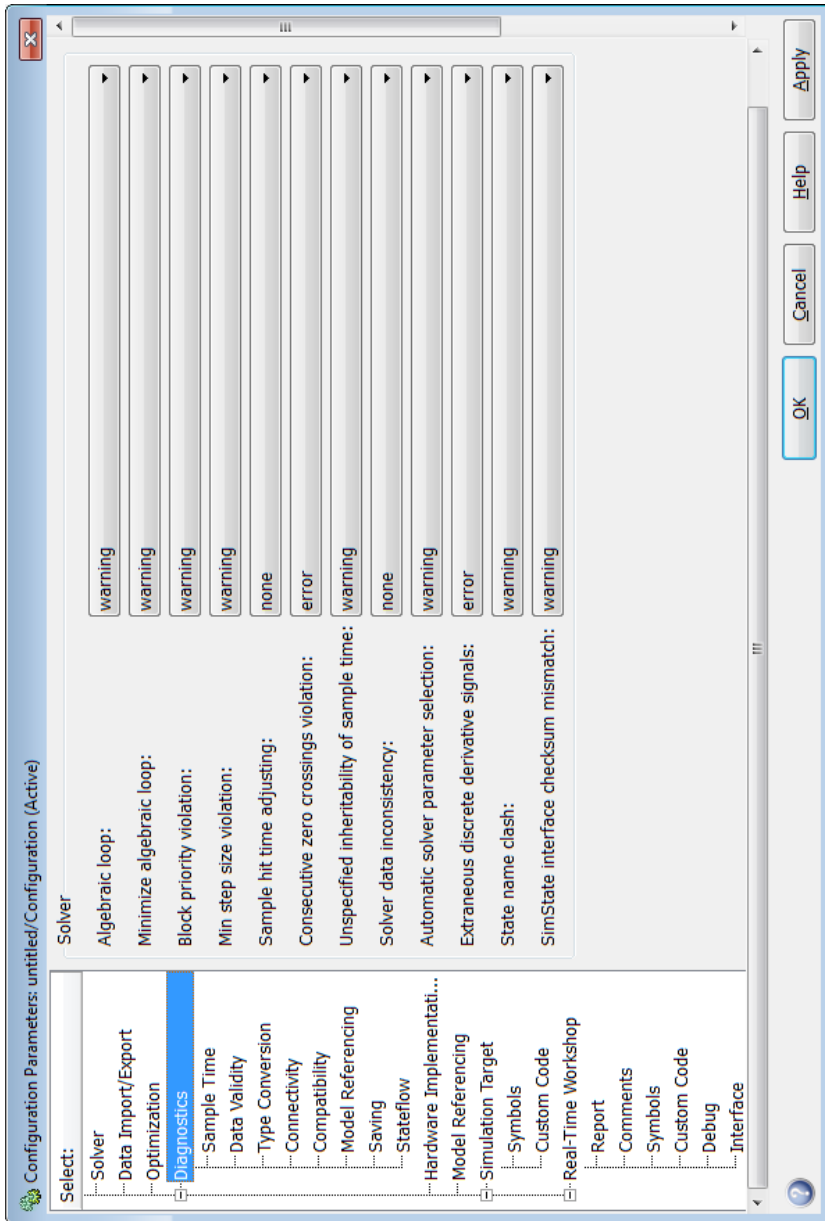 Configuration Parameters: untitled/Configuration (Active)
Select:
Solver
Data Import/Export
Optimization
Diagnostics
Sample Time
Data Validity
Type Conversion
Connectivity
Compatibility
Model Referencing
Saving
Stateflow
Hardware Implementati...
Model Referencing
Simulation Target
Symbols
Custom Code
Real-Time Workshop
Report
Comments
Symbols
Custom Code
Debug
Interface
Solver
Algebraic loop: warning
Minimize algebraic loop: warning
Block priority violation: warning
Min step size violation: warning
Sample hit time adjusting: none
Consecutive zero crossings violation: error
Unspecified inheritability of sample time: warning
Solver data inconsistency: none
Automatic solver parameter selection: warning
Extraneous discrete derivative signals: error
State name clash: warning
SimState interface checksum mismatch: warning
OK Cancel Help Apply